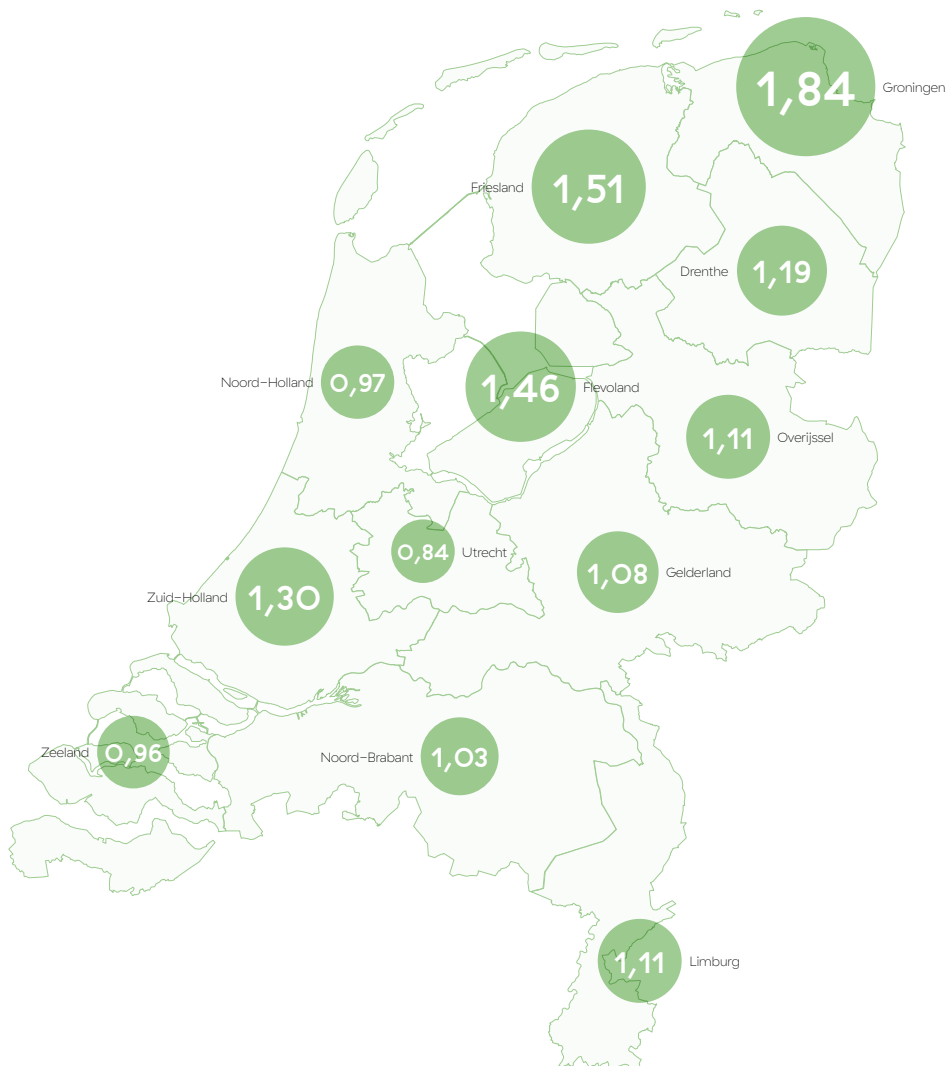 1,84 Groningen
Friesland 1,51
Drenthe 1,19
Noord-Holland 0,97
1,46 Flevoland
1,11 Overijssel
0,84 Utrecht
1,08 Gelderland
Zuid-Holland 1,30
Zeeland 0,96
Noord-Brabant 1,03
1,11 Limburg